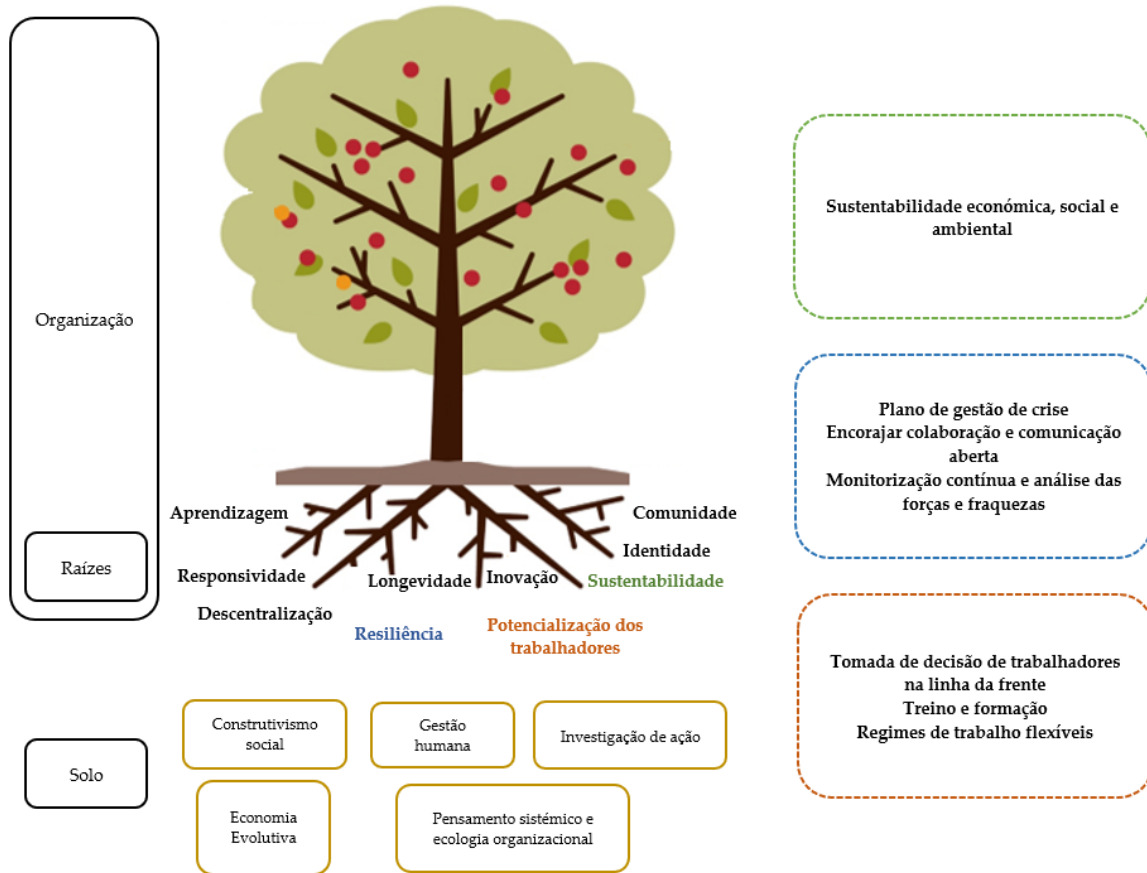 Organização
Raízes
Solo
Aprendizagem
Responsividade
Descentralização
Longevidade
Resiliência
Inovação
Potencialização dos
trabalhadores
Comunidade
Identidade
Sustentabilidade
Construtivismo
social
Gestão
humana
Investigação de ação
Economia
Evolutiva
Pensamento sistémico e
ecologia organizacional
Sustentabilidade económica, social e
ambiental
Plano de gestão de crise
Encorajar colaboração e comunicação
aberta
Monitorização contínua e análise das
forças e fraquezas
Tomada de decisão de trabalhadores
na linha da frente
Treino e formação
Regimes de trabalho flexíveis